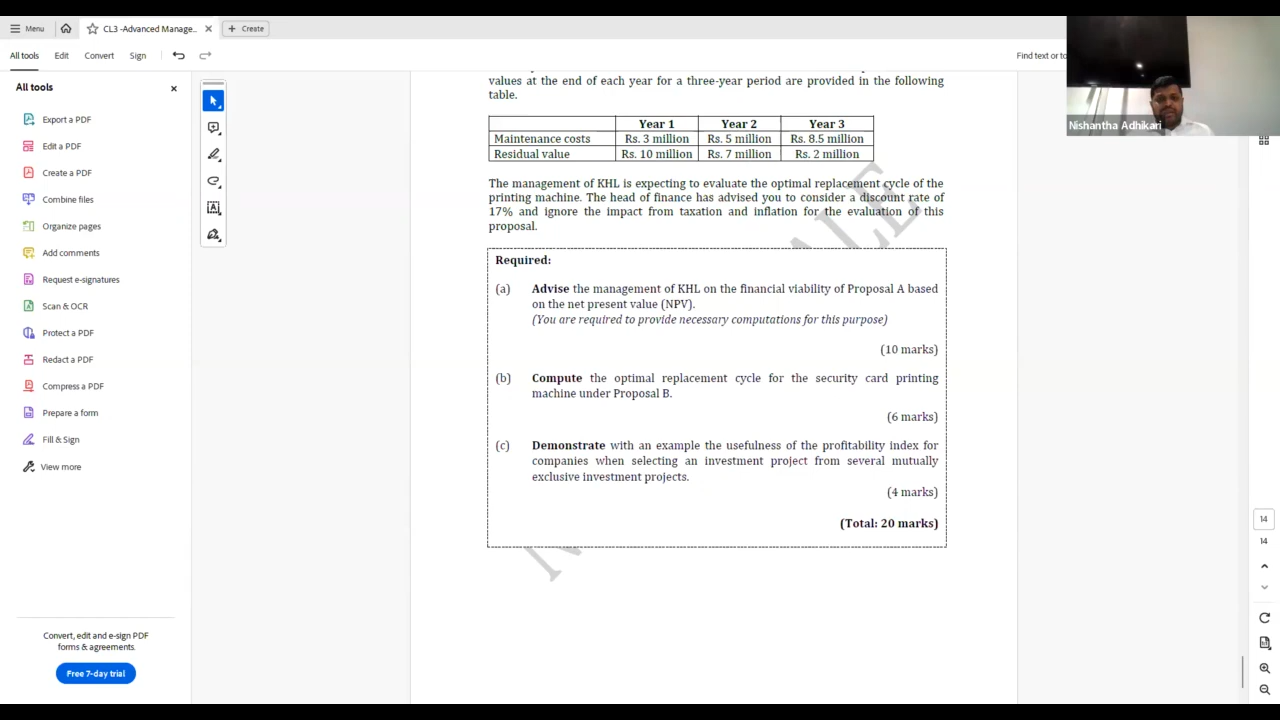 Menu
CL3 -Advanced Manage...
Create
All tools
Edit
Convert
Sign
Find text or to
All tools
Export a PDF
Edit a PDF
Create a PDF
Combine files
Organize pages
Add comments
Request e-signatures
Scan & OCR
Protect a PDF
Redact a PDF
Compress a PDF
Prepare a form
Fill & Sign
View more
Convert, edit and e-sign PDF
forms & agreements.
Free 7-day trial
values at the end of each year for a three-year period are provided in the following
table.
Year 1 Year 2 Year 3
Maintenance costs Rs. 3 million Rs. 5 million Rs. 8.5 million
Residual value Rs. 10 million Rs. 7 million Rs. 2 million
The management of KHL is expecting to evaluate the optimal replacement cycle of the
printing machine. The head of finance has advised you to consider a discount rate of
17% and ignore the impact from taxation and inflation for the evaluation of this
proposal.
Required:
(a) Advise the management of KHL on the financial viability of Proposal A based
on the net present value (NPV).
(You are required to provide necessary computations for this purpose)
(10 marks)
(b) Compute the optimal replacement cycle for the security card printing
machine under Proposal B.
(6 marks)
(c) Demonstrate with an example the usefulness of the profitability index for
companies when selecting an investment project from several mutually
exclusive investment projects.
(4 marks)
(Total: 20 marks)
Nishantha Adhikari
14
14